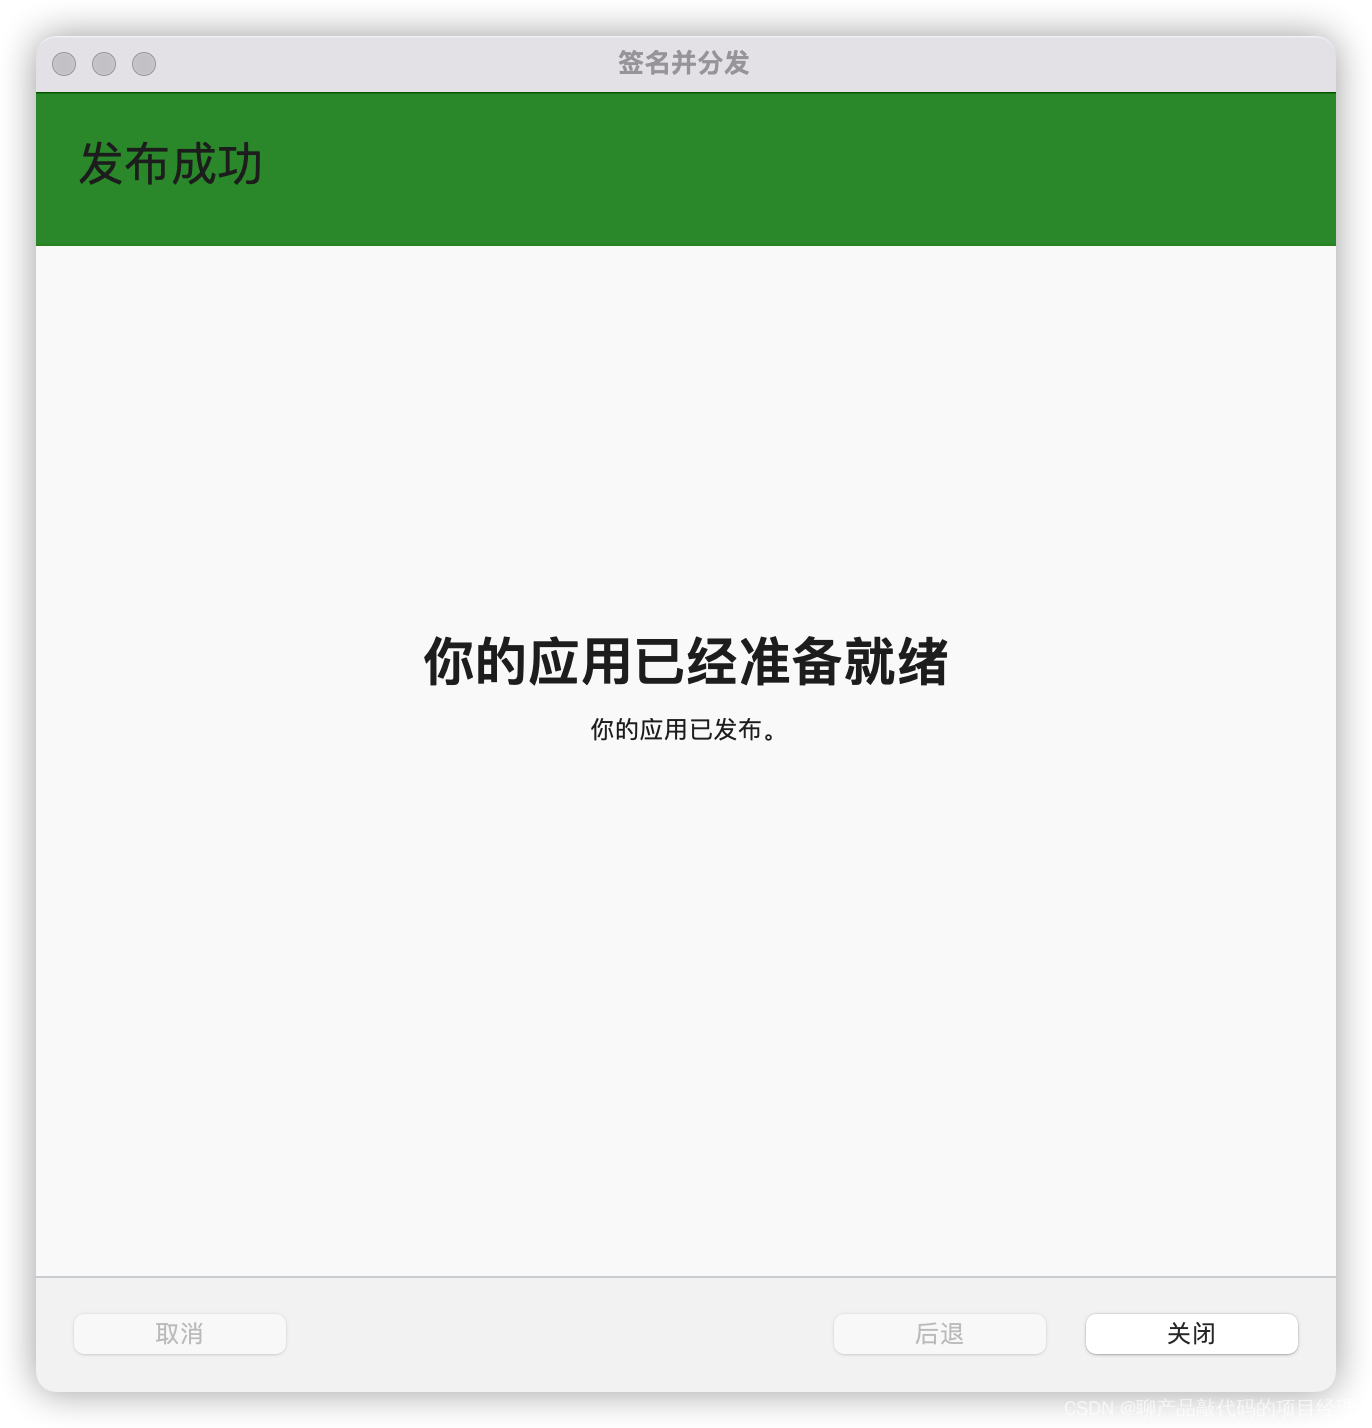 签名并分发
发布成功
你的应用已经准备就绪
你的应用已发布。
取消
后退
关闭
CSDN @聊产品敲代码的项目经理